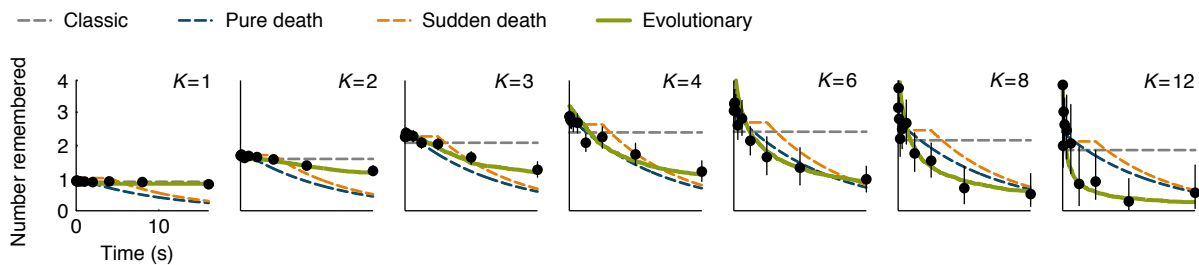 Classic Pure death Sudden death Evolutionary
Number remembered
4
3
2
1
0
K=1 K=2 K=3 K=4 K=6 K=8 K=12
0 10
Time (s)